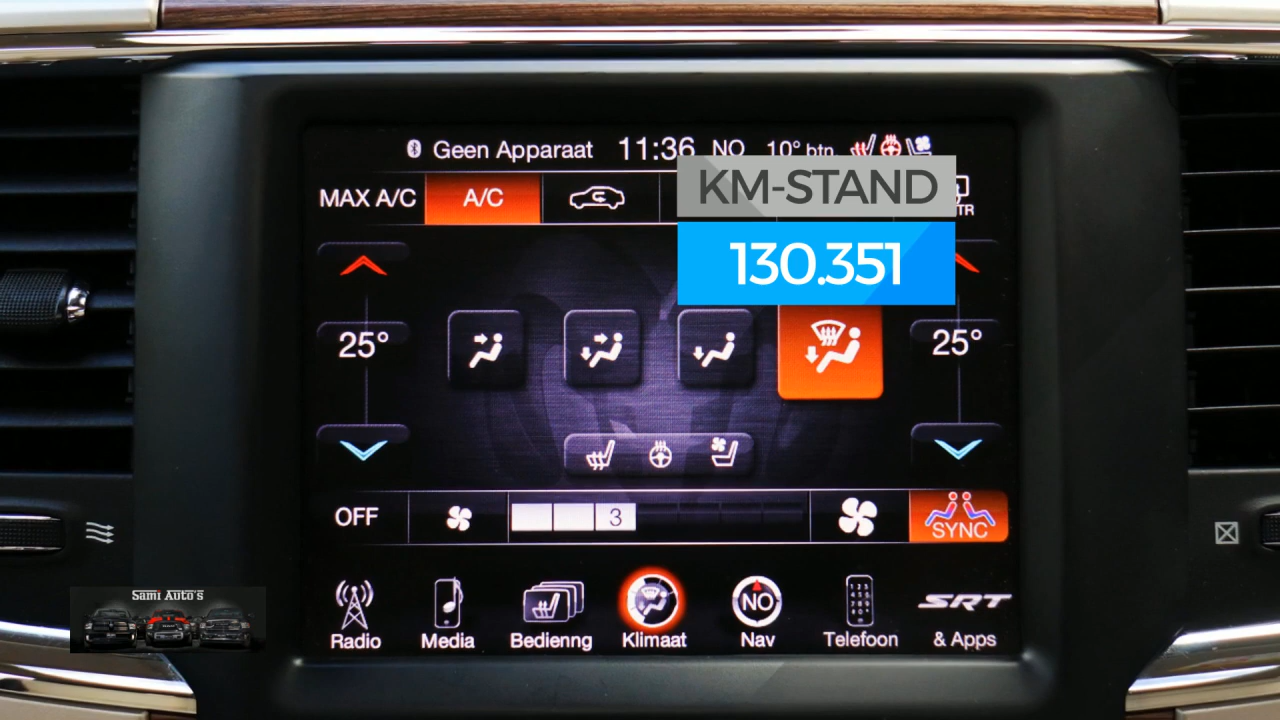 Geen Apparaat 11:36 NO 10° btn
MAX A/C A/C TR
KM-STAND
130.351
25° 25°
OFF 3 SYNC
Sami Auto's
NO SRT
Radio Media Bedienng Klimaat Nav Telefoon & Apps